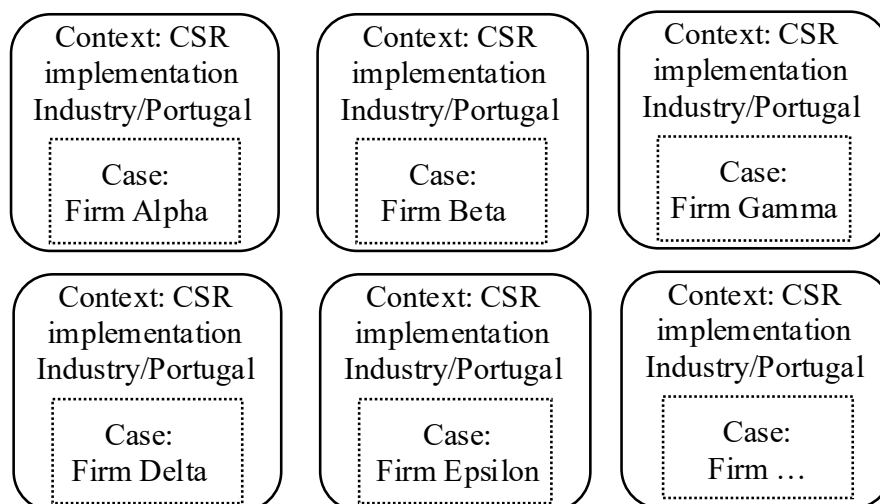 Context: CSR
implementation
Industry/Portugal
Case:
Firm Alpha
Context: CSR
implementation
Industry/Portugal
Case:
Firm Beta
Context: CSR
implementation
Industry/Portugal
Case:
Firm Gamma
Context: CSR
implementation
Industry/Portugal
Case:
Firm Delta
Context: CSR
implementation
Industry/Portugal
Case:
Firm Epsilon
Context: CSR
implementation
Industry/Portugal
Case:
Firm …